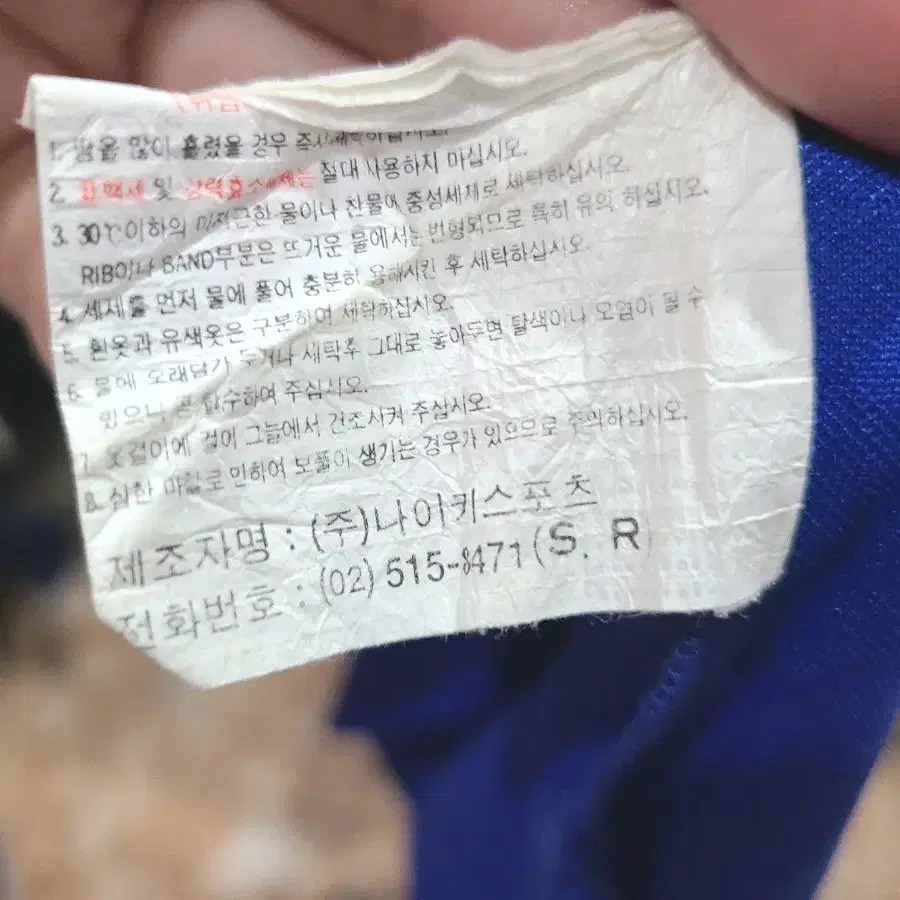 1. 땀을 많이 흘렸을 경우 즉시 세탁하십시오.
2. 표백제 및 강력효소세제는 절대 사용하지 마십시오.
3. 30℃이하의 미지근한 물이나 찬물에 중성세제로 세탁하십시오.
RIB이나 BAND부분은 뜨거운 물에서는 변형되므로 특히 유의 하십시오.
4. 세제를 먼저 물에 풀어 충분히 용해시킨 후 세탁하십시오.
5. 흰옷과 유색옷은 구분하여 세탁하십시오.
6. 물에 오래담가 두거나 세탁후 그대로 놓아두면 탈색이나 오염이 될 수
있으니 곧 탈수하여 주십시오.
7. 옷걸이에 걸어 그늘에서 건조시켜 주십시오.
8. 심한 마찰로 인하여 보풀이 생기는 경우가 있으므로 주의하십시오.
제조자명 : (주)나이키스포츠
전화번호 : (02) 515-8471 (S. R